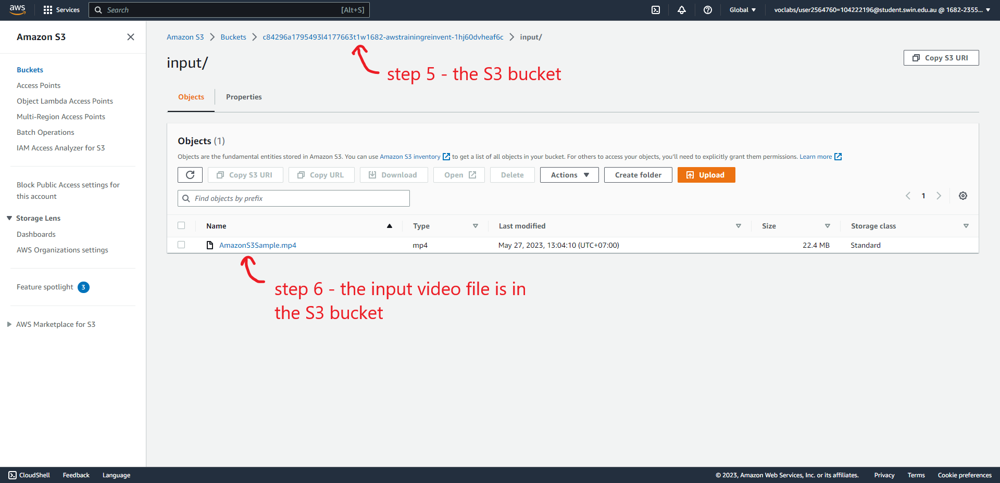 aws
Services
Search
[Alt+S]
Global
voclabs/user2564760=104222196@student.swin.edu.au @ 1682-2355...
Amazon S3
Buckets
Access Points
Object Lambda Access Points
Multi-Region Access Points
Batch Operations
IAM Access Analyzer for S3
Block Public Access settings for
this account
Storage Lens
Dashboards
AWS Organizations settings
Feature spotlight 3
AWS Marketplace for S3
Amazon S3 > Buckets > c84296a1795493l4177663t1w1682-awstrainingreinvent-1hj60dvheaf6c > input/
input/
Copy S3 URI
step 5 - the S3 bucket
Objects
Properties
Objects (1)
Objects are the fundamental entities stored in Amazon S3. You can use Amazon S3 inventory to get a list of all objects in your bucket. For others to access your objects, you'll need to explicitly grant them permissions. Learn more
Copy S3 URI
Copy URL
Download
Open
Delete
Actions
Create folder
Upload
Find objects by prefix
1
Name
Type
Last modified
Size
Storage class
AmazonS3Sample.mp4
mp4
May 27, 2023, 13:04:10 (UTC+07:00)
22.4 MB
Standard
step 6 - the input video file is in
the S3 bucket
CloudShell
Feedback
Language
© 2023, Amazon Web Services, Inc. or its affiliates.
Privacy
Terms
Cookie preferences